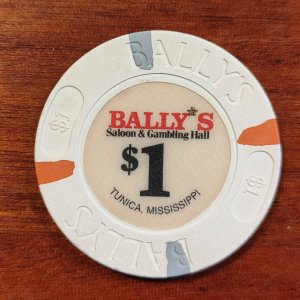 BALLY'S
$1
BALLY'S
Saloon & Gambling Hall
$1
TUNICA, MISSISSIPPI
$1
BALLY'S